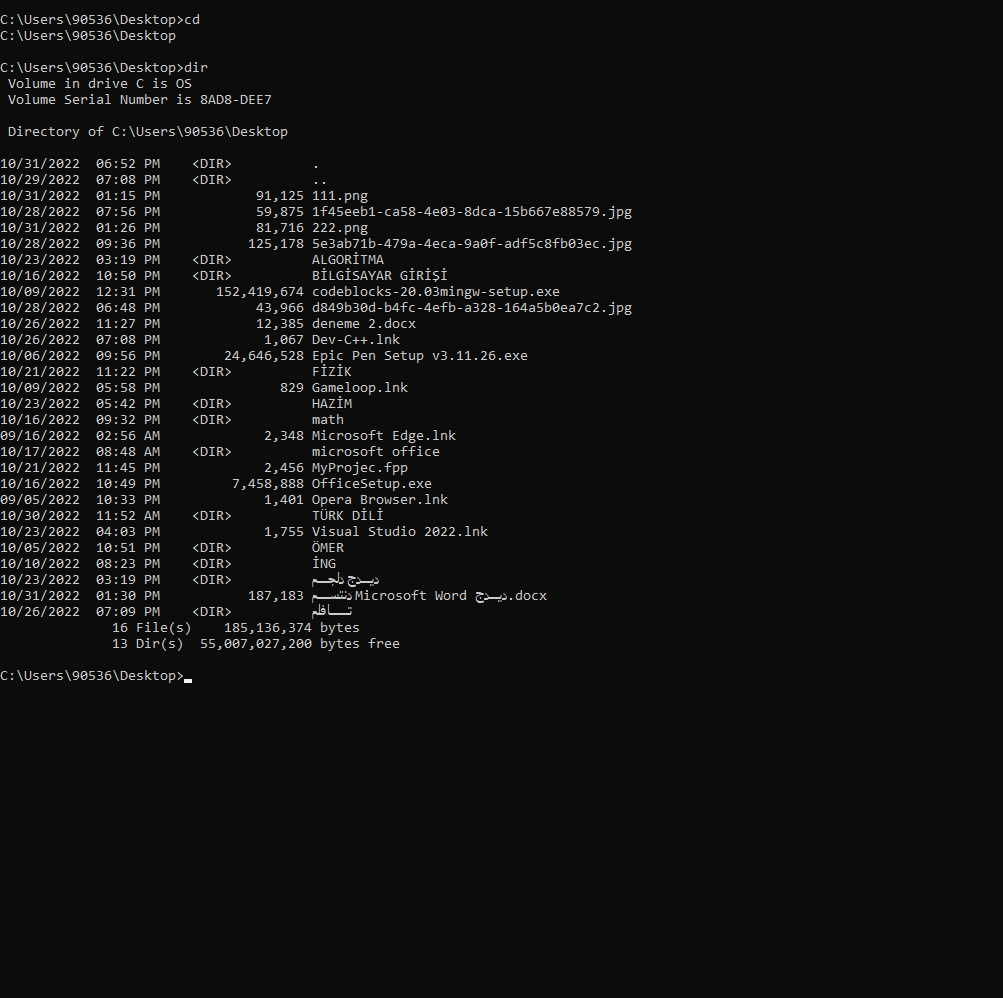 C:\Users\90536\Desktop>cd
C:\Users\90536\Desktop
C:\Users\90536\Desktop>dir
Volume in drive C is OS
Volume Serial Number is 8AD8-DEE7
Directory of C:\Users\90536\Desktop
10/31/2022 06:52 PM <DIR> .
10/29/2022 07:08 PM <DIR> ..
10/31/2022 01:15 PM 91,125 111.png
10/28/2022 07:56 PM 59,875 1f45eeb1-ca58-4e03-8dca-15b667e88579.jpg
10/31/2022 01:26 PM 81,716 222.png
10/28/2022 09:36 PM 125,178 5e3ab71b-479a-4eca-9a0f-adf5c8fb03ec.jpg
10/23/2022 03:19 PM <DIR> ALGORİTMA
10/16/2022 10:50 PM <DIR> BİLGİSAYAR GİRİŞİ
10/09/2022 12:31 PM 152,419,674 codeblocks-20.03mingw-setup.exe
10/28/2022 06:48 PM 43,966 d849b30d-b4fc-4efb-a328-164a5b0ea7c2.jpg
10/26/2022 11:27 PM 12,385 deneme 2.docx
10/26/2022 07:08 PM 1,067 Dev-C++.lnk
10/06/2022 09:56 PM 24,646,528 Epic Pen Setup v3.11.26.exe
10/21/2022 11:22 PM <DIR> FİZİK
10/09/2022 05:58 PM 829 Gameloop.lnk
10/23/2022 05:42 PM <DIR> HAZİM
10/16/2022 09:32 PM <DIR> math
09/16/2022 02:56 AM 2,348 Microsoft Edge.lnk
10/17/2022 08:48 AM <DIR> microsoft office
10/21/2022 11:45 PM 2,456 MyProjec.fpp
10/16/2022 10:49 PM 7,458,888 OfficeSetup.exe
09/05/2022 10:33 PM 1,401 Opera Browser.lnk
10/30/2022 11:52 AM <DIR> TÜRK DİLİ
10/23/2022 04:03 PM 1,755 Visual Studio 2022.lnk
10/05/2022 10:51 PM <DIR> ÖMER
10/10/2022 08:23 PM <DIR> İNG
10/23/2022 03:19 PM <DIR> ديدج دلجم
10/31/2022 01:30 PM 187,183 دنتسم Microsoft Word ديدج.docx
10/26/2022 07:09 PM <DIR> تافلم
16 File(s) 185,136,374 bytes
13 Dir(s) 55,007,027,200 bytes free
C:\Users\90536\Desktop>